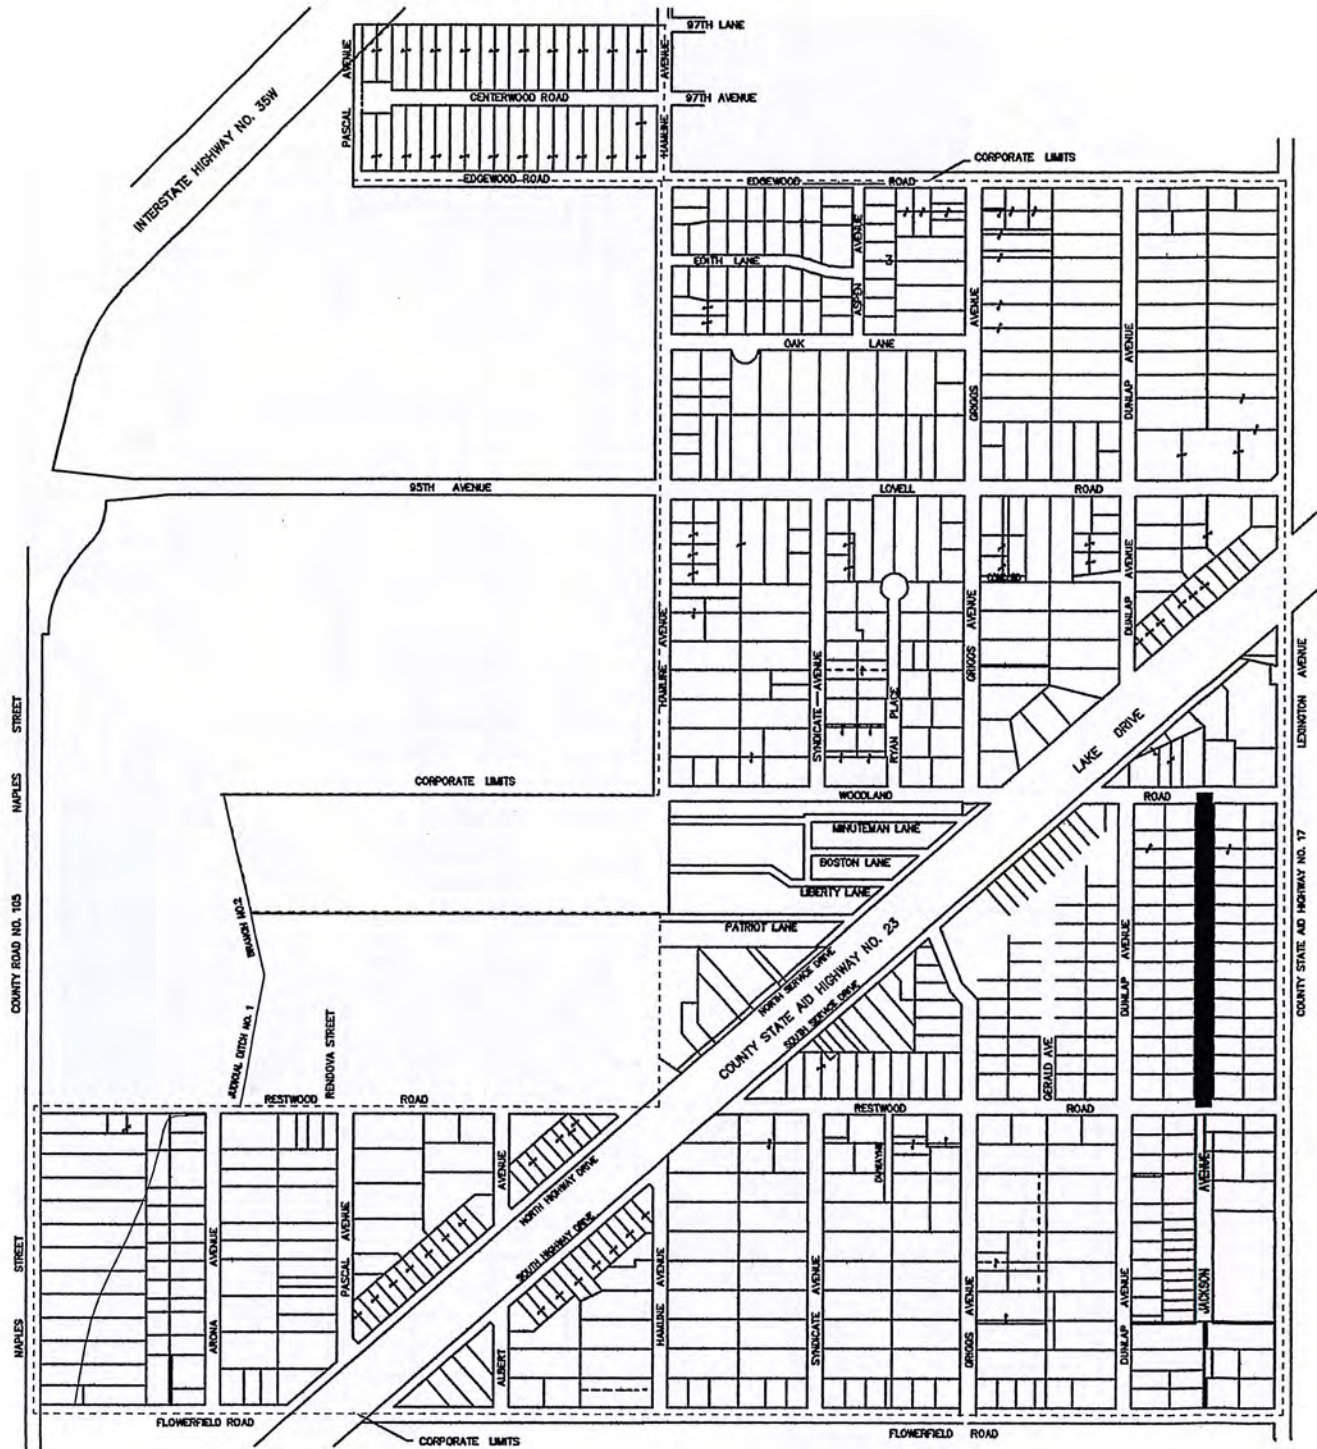 97TH LANE
AVENUE
AVENUE
CENTERWOOD ROAD
97TH AVENUE
INTERSTATE HIGHWAY NO. 35W
PASCAL
HAMLINE
CORPORATE LIMITS
EDGEWOOD ROAD
EDGEWOOD ROAD
AVENUE
EDITH LANE
3
ASPEN
AVENUE
OAK LANE
AVENUE
GRIGGS
DUNLAP
95TH AVENUE
LOVELL ROAD
AVENUE
CONCORD
DUNLAP
AVENUE
HAMLINE AVENUE
GRIGGS
AVENUE
SYNDICATE
RYAN PLACE
LEXINGTON AVENUE
STREET
NAPLES
LAKE DRIVE
CORPORATE LIMITS
WOODLAND ROAD
MINUTEMAN LANE
BOSTON LANE
LIBERTY LANE
COUNTY STATE AID HIGHWAY NO. 17
COUNTY ROAD NO. 105
BRANCH NO.2
PATRIOT LANE
AVENUE
DUNLAP
NORTH SERVICE DRIVE
COUNTY STATE AID HIGHWAY NO. 23
SOUTH SERVICE DRIVE
JUDICIAL DITCH NO. 1
RENDOVA STREET
GERALD AVE
RESTWOOD ROAD
RESTWOOD ROAD
AVENUE
NORTH HIGHWAY DRIVE
AVENUE
STREET
AVENUE
AVENUE
SOUTH HIGHWAY DRIVE
AVENUE
AVENUE
AVENUE
AVENUE
NAPLES
ARONA
PASCAL
ALBERT
HAMLINE
SYNDICATE
GRIGGS
DUNLAP
JACKSON
FLOWERFIELD ROAD
FLOWERFIELD ROAD
CORPORATE LIMITS